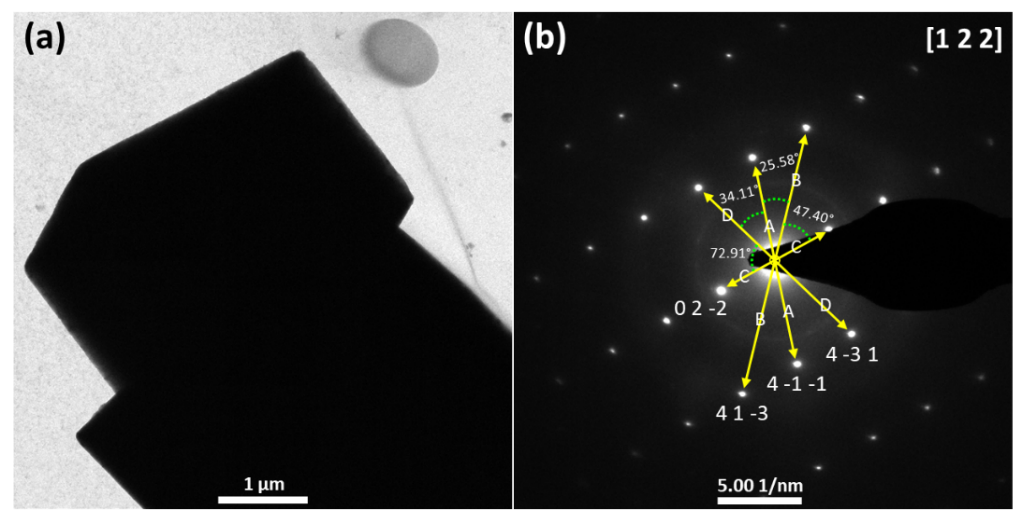 (a)
1 μm
(b)
[1 2 2]
25.58°
B
34.11°
D
47.40°
A
C
72.91°
C
D
0 2 -2
B
A
4 -3 1
4 -1 -1
4 1 -3
5.00 1/nm